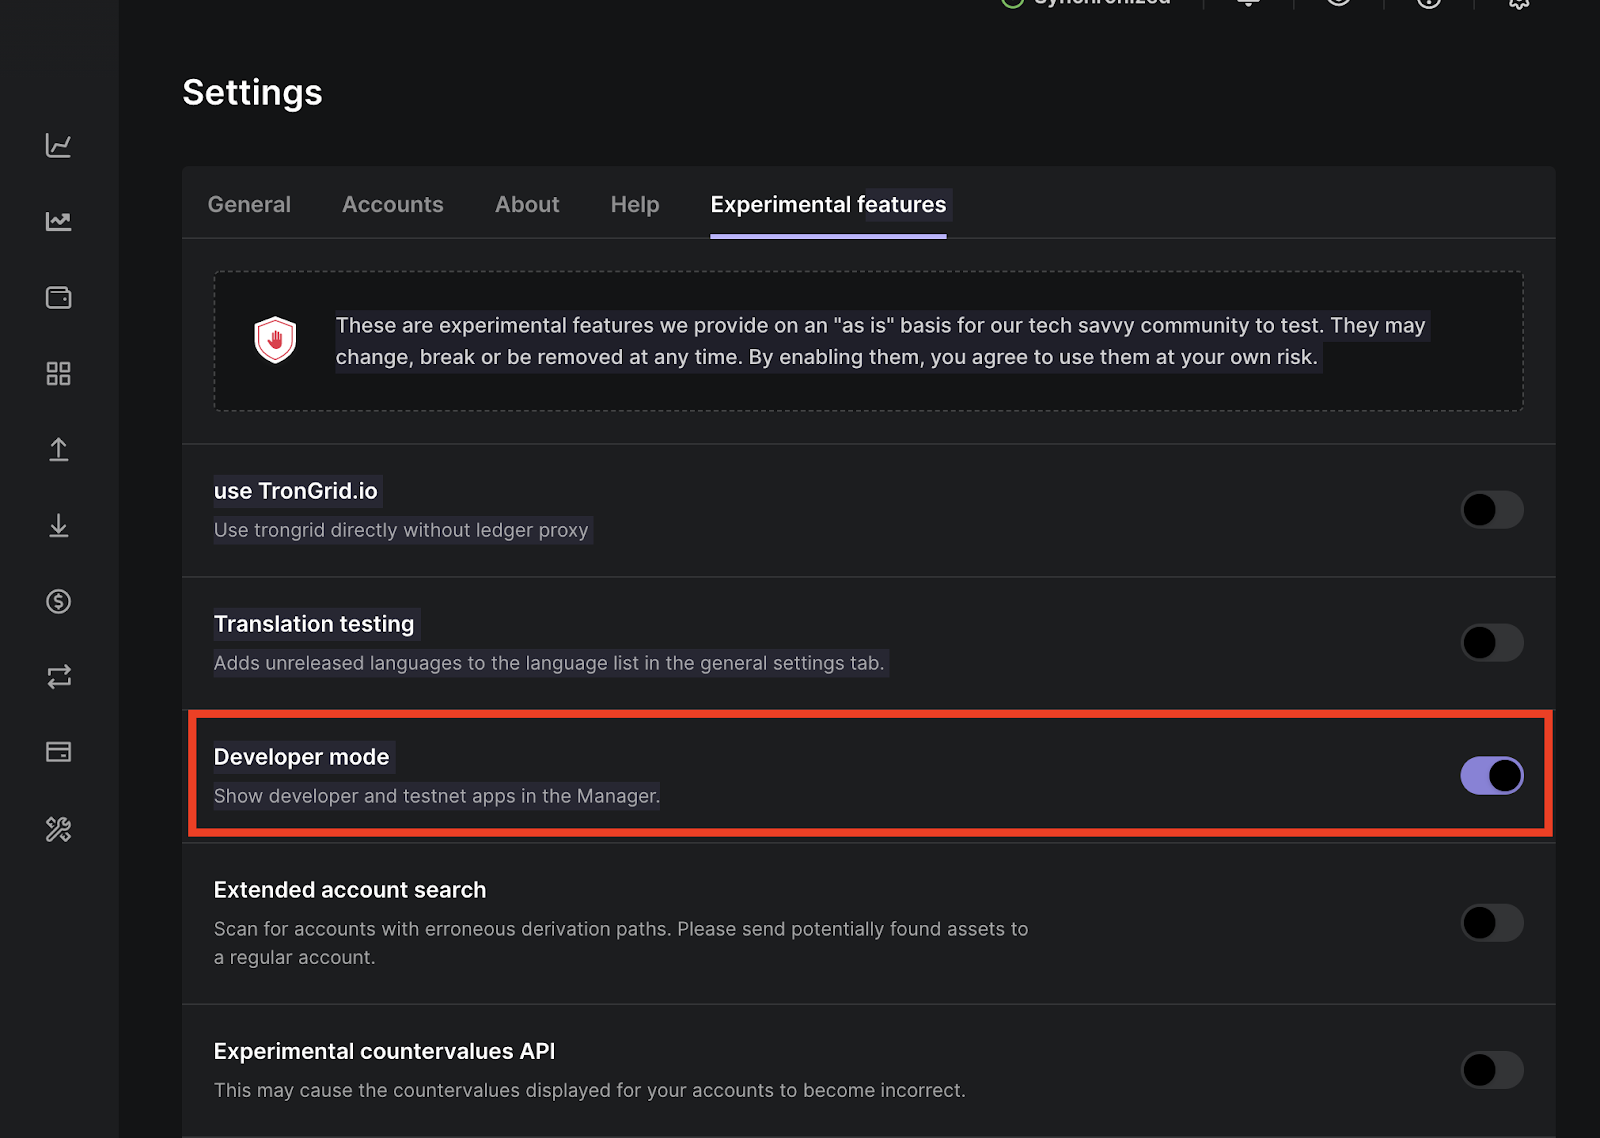 Synchronized
Settings
General Accounts About Help Experimental features
These are experimental features we provide on an "as is" basis for our tech savvy community to test. They may
change, break or be removed at any time. By enabling them, you agree to use them at your own risk.
use TronGrid.io
Use trongrid directly without ledger proxy
Translation testing
Adds unreleased languages to the language list in the general settings tab.
Developer mode
Show developer and testnet apps in the Manager.
Extended account search
Scan for accounts with erroneous derivation paths. Please send potentially found assets to
a regular account.
Experimental countervalues API
This may cause the countervalues displayed for your accounts to become incorrect.